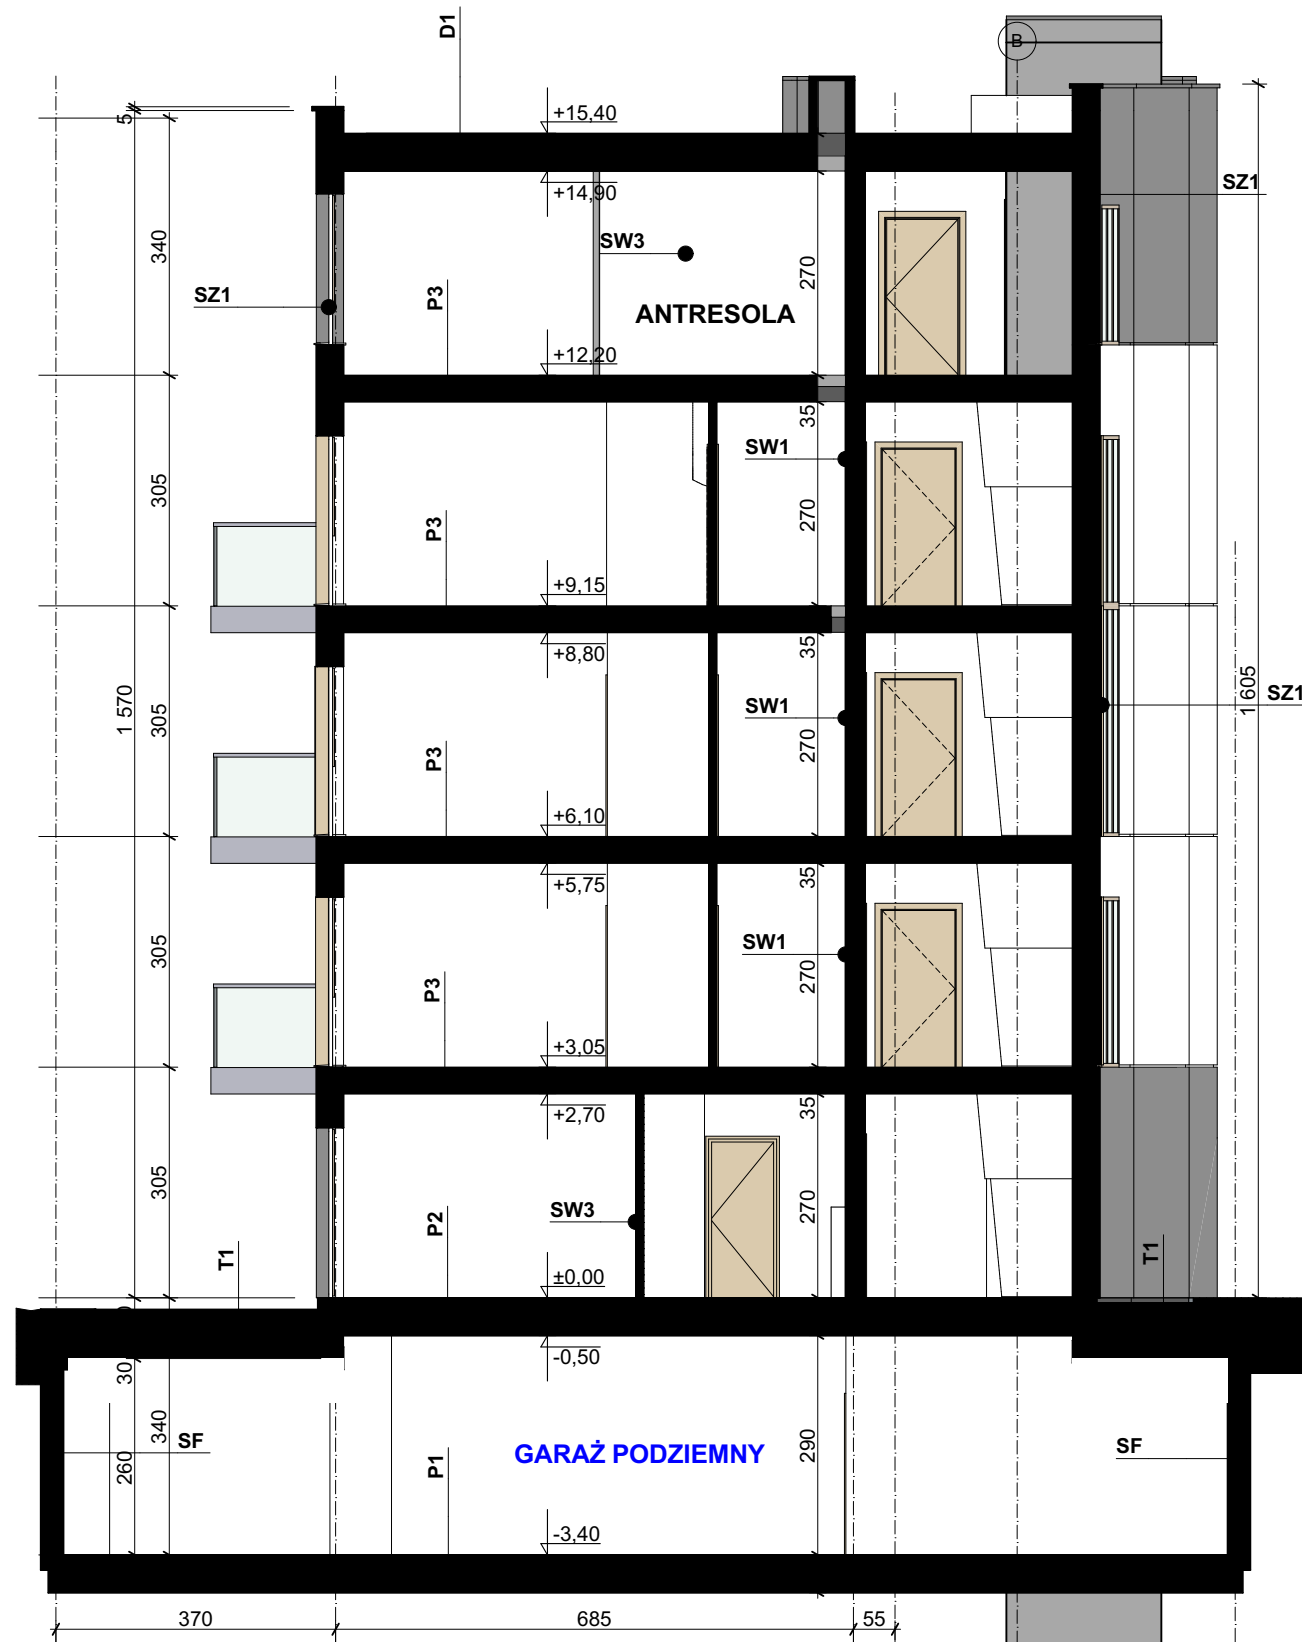 D1
B
5
+15,40
+14,90
SZ1
340
SW3
270
SZ1
P3
ANTRESOLA
+12,20
35
SW1
305
270
P3
+9,15
35
+8,80
1 570
305
SW1
1 605
SZ1
270
P3
+6,10
35
+5,75
305
SW1
270
P3
+3,05
35
+2,70
305
SW3
270
P2
T1
T1
±0,00
-0,50
30
340
SF
260
P1
GARAŻ PODZIEMNY
290
SF
-3,40
370
685
55